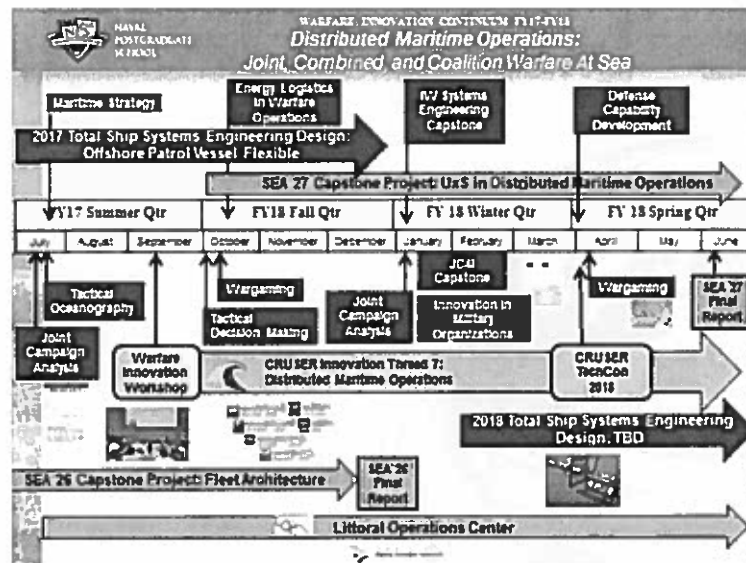 NAVAL
POSTGRADUATE
SCHOOL
WARFARE INNOVATION CONTINUUM FY17-FY18
Distributed Maritime Operations:
Joint, Combined, and Coalition Warfare At Sea
Maritime Strategy
Energy Logistics
in Warfare
Operations
IW Systems
Engineering
Capstone
Defense
Capability
Development
2017 Total Ship Systems Engineering Design:
Offshore Patrol Vessel Flexible
SEA 27 Capstone Project: UxS in Distributed Maritime Operations
FY17 Summer Qtr
FY18 Fall Qtr
FY 18 Winter Qtr
FY 18 Spring Qtr
July
August
September
October
November
December
January
February
March
April
May
June
Tactical
Oceanography
Joint
Campaign
Analysis
Warfare
Innovation
Workshop
Wargaming
Tactical
Decision Making
Joint
Campaign
Analysis
JC4I
Capstone
Innovation in
Military
Organizations
Wargaming
SEA '27
Final
Report
CRUSER Innovation Thread 7:
Distributed Maritime Operations
CRUSER
TechCon
2018
2018 Total Ship Systems Engineering
Design, TBD
SEA 26 Capstone Project: Fleet Architecture
SEA '26
Final
Report
Littoral Operations Center